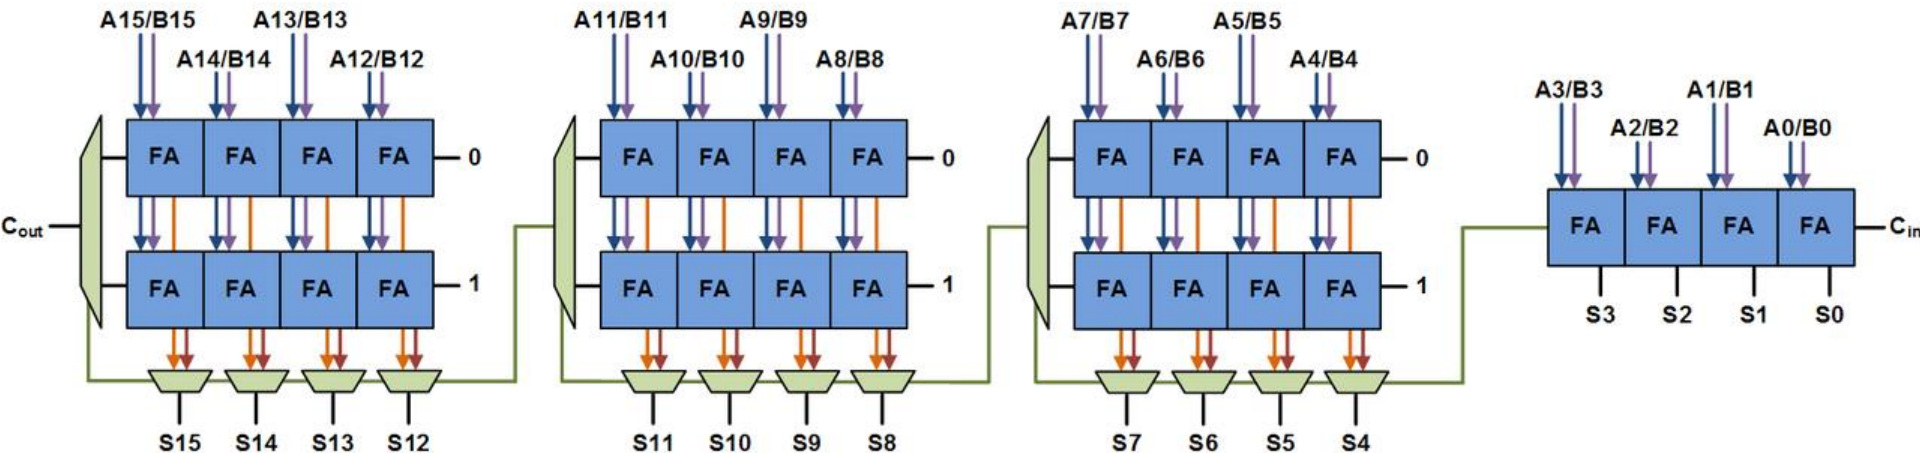 A15/B15 A13/B13 A11/B11 A9/B9 A7/B7 A5/B5
A14/B14 A12/B12 A10/B10 A8/B8 A6/B6 A4/B4
A3/B3 A1/B1
A2/B2 A0/B0
FA FA FA FA 0 FA FA FA FA 0 FA FA FA FA 0
Cout FA FA FA FA Cin
FA FA FA FA 1 FA FA FA FA 1 FA FA FA FA 1
S3 S2 S1 S0
S15 S14 S13 S12 S11 S10 S9 S8 S7 S6 S5 S4